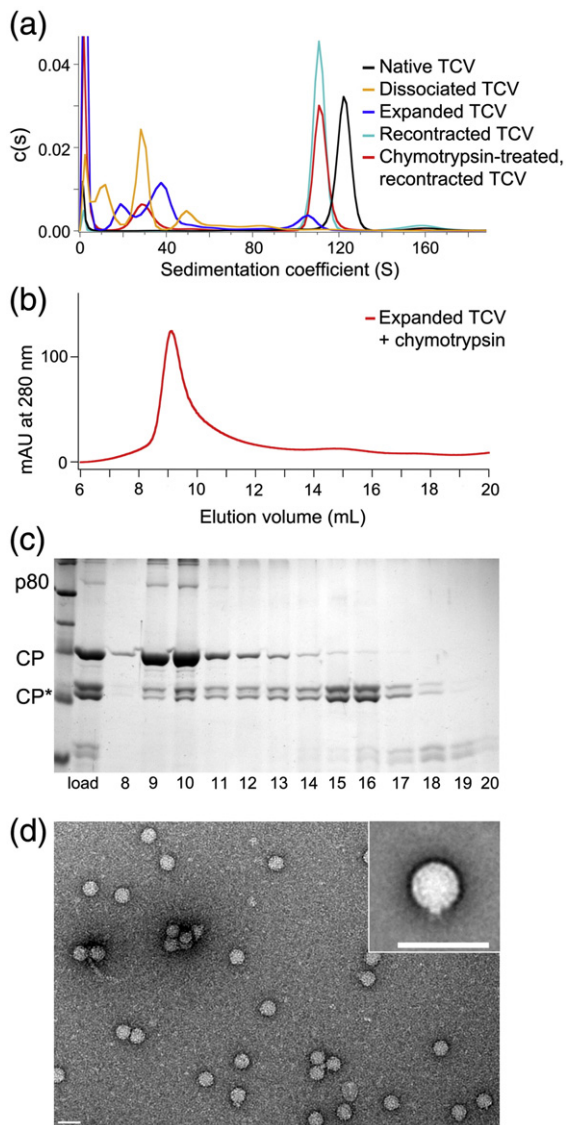 (a)
0.04
0.02
0.00
c(s)
0
40
80
120
160
Sedimentation coefficient (S)
Native TCV
Dissociated TCV
Expanded TCV
Recontracted TCV
Chymotrypsin-treated,
recontracted TCV
(b)
100
0
mAU at 280 nm
6
8
10
12
14
16
18
20
Elution volume (mL)
Expanded TCV
+ chymotrypsin
(c)
p80
CP
CP*
load 8 9 10 11 12 13 14 15 16 17 18 19 20
(d)